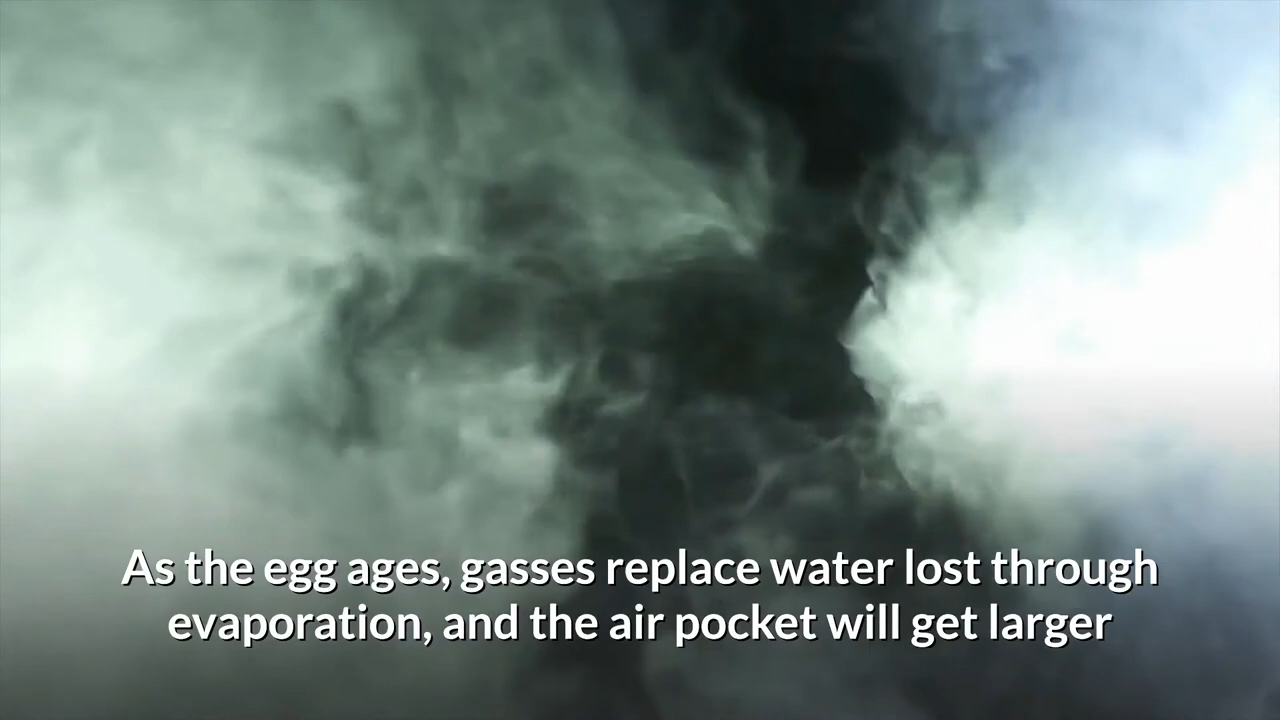 As the egg ages, gasses replace water lost through
evaporation, and the air pocket will get larger